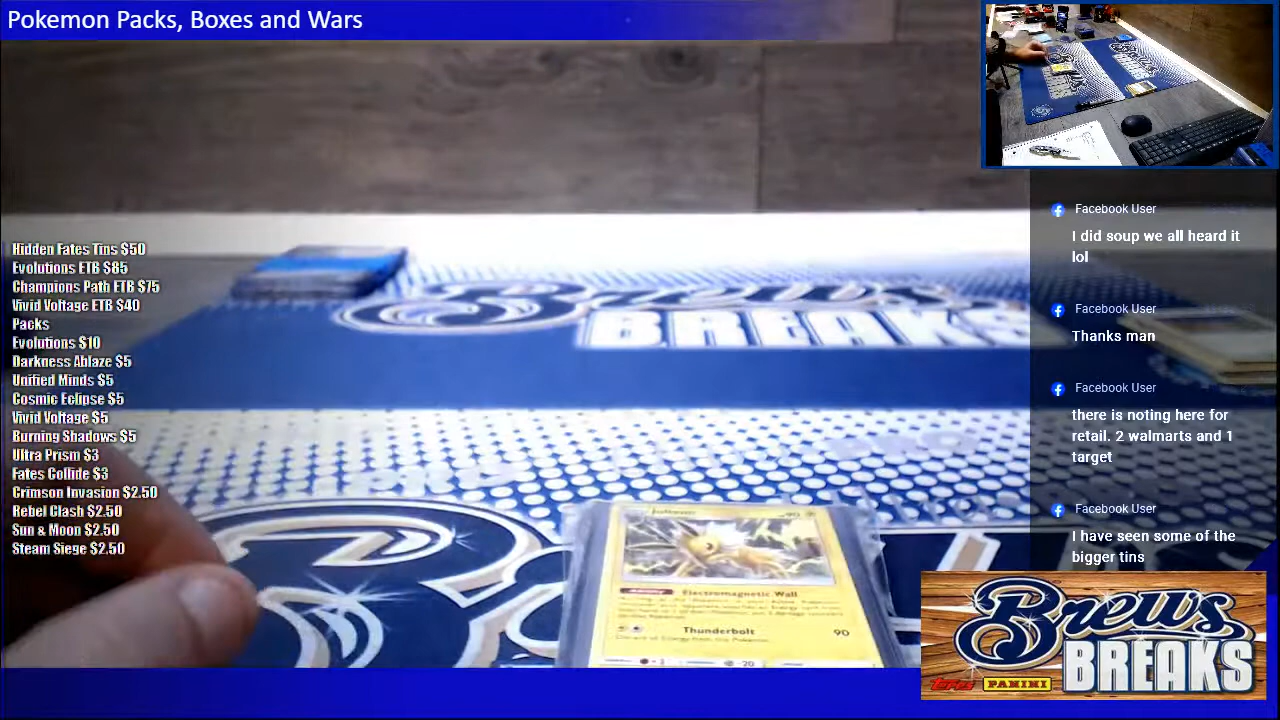 Pokemon Packs, Boxes and Wars
Hidden Fates Tins $50
Evolutions ETB $85
Champions Path ETB $75
Vivid Voltage ETB $40
Packs
Evolutions $10
Darkness Ablaze $5
Unified Minds $5
Cosmic Eclipse $5
Vivid Voltage $5
Burning Shadows $5
Ultra Prism $3
Fates Collide $3
Crimson Invasion $2.50
Rebel Clash $2.50
Sun & Moon $2.50
Steam Siege $2.50
Brews
BREAKS
Jolteon
90
Electromagnetic Wall
Thunderbolt 90
20
Facebook User
I did soup we all heard it
lol
Facebook User
Thanks man
Facebook User
there is noting here for
retail. 2 walmarts and 1
target
Facebook User
I have seen some of the
bigger tins
Brews
BREAKS
Topps PANINI